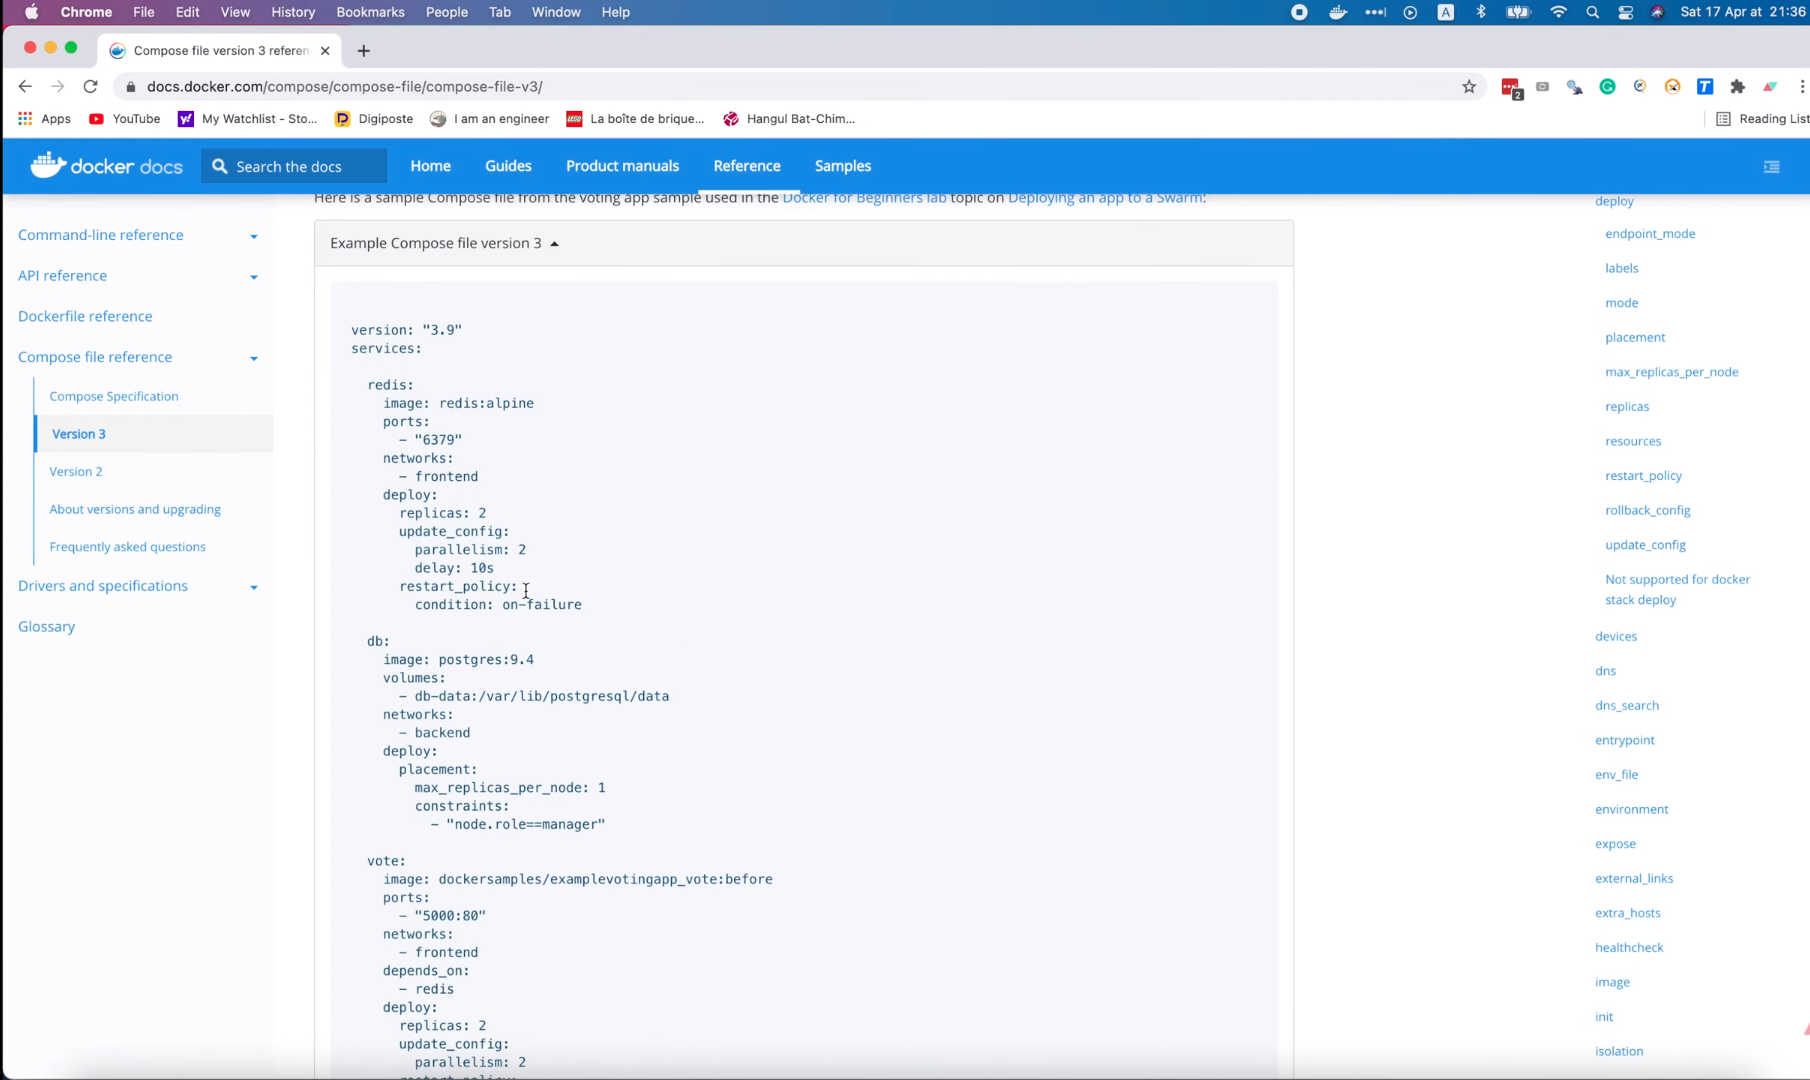 Chrome File Edit View History Bookmarks People Tab Window Help A Sat 17 Apr at 21:36
Compose file version 3 referen
docs.docker.com/compose/compose-file/compose-file-v3/
2 T
Apps YouTube My Watchlist - Sto... Digiposte I am an engineer La boîte de brique... Hangul Bat-Chim... Reading List
docker docs Search the docs Home Guides Product manuals Reference Samples
Command-line reference
API reference
Dockerfile reference
Compose file reference
Compose Specification
Version 3
Version 2
About versions and upgrading
Frequently asked questions
Drivers and specifications
Glossary
Here is a sample Compose file from the voting app sample used in the Docker for Beginners lab topic on Deploying an app to a Swarm:
Example Compose file version 3
version: "3.9"
services:
redis:
image: redis:alpine
ports:
- "6379"
networks:
- frontend
deploy:
replicas: 2
update_config:
parallelism: 2
delay: 10s
restart_policy:
condition: on-failure
db:
image: postgres:9.4
volumes:
- db-data:/var/lib/postgresql/data
networks:
- backend
deploy:
placement:
max_replicas_per_node: 1
constraints:
- "node.role==manager"
vote:
image: dockersamples/examplevotingapp_vote:before
ports:
- "5000:80"
networks:
- frontend
depends_on:
- redis
deploy:
replicas: 2
update_config:
parallelism: 2
restart_policy:
deploy
endpoint_mode
labels
mode
placement
max_replicas_per_node
replicas
resources
restart_policy
rollback_config
update_config
Not supported for docker
stack deploy
devices
dns
dns_search
entrypoint
env_file
environment
expose
external_links
extra_hosts
healthcheck
image
init
isolation